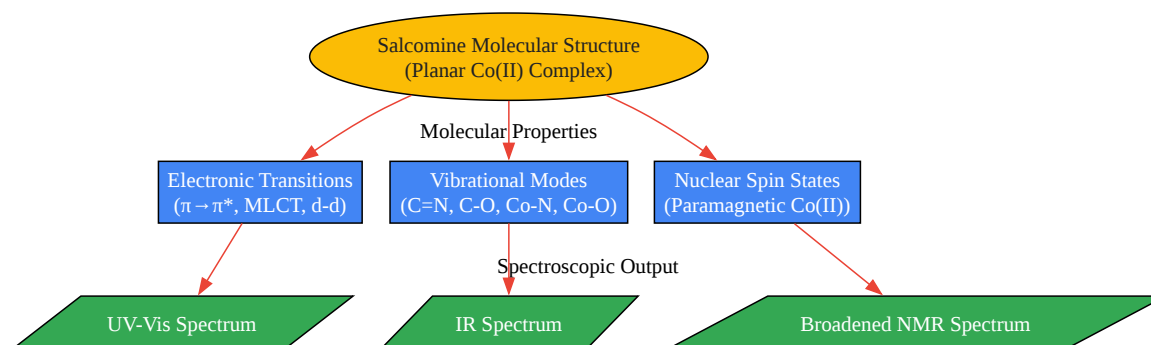 Salcomine Molecular Structure
(Planar Co(II) Complex)
Molecular Properties
Electronic Transitions
(π→π*, MLCT, d-d)
Vibrational Modes
(C=N, C-O, Co-N, Co-O)
Nuclear Spin States
(Paramagnetic Co(II))
Spectroscopic Output
UV-Vis Spectrum
IR Spectrum
Broadened NMR Spectrum